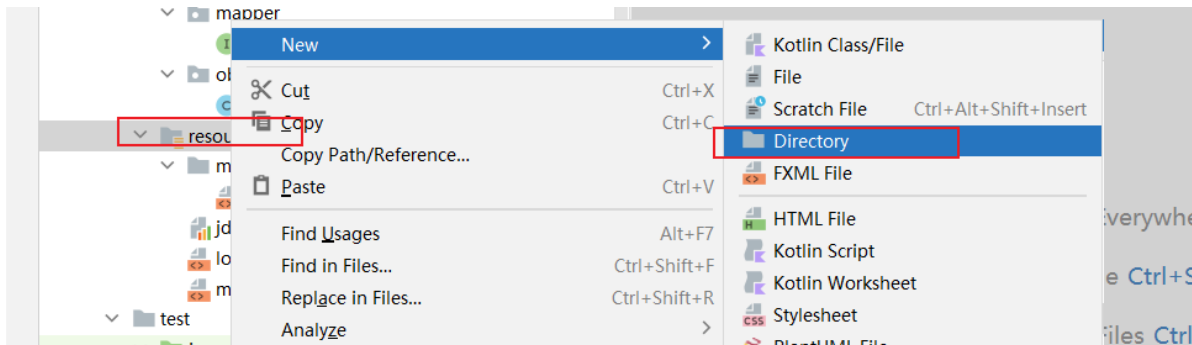 mapper
New
Kotlin Class/File
File
Cut Ctrl+X
Scratch File Ctrl+Alt+Shift+Insert
resou
Copy Ctrl+C
Directory
Copy Path/Reference...
m
FXML File
Paste Ctrl+V
jd
HTML File
Find Usages Alt+F7
Kotlin Script
lo
Find in Files... Ctrl+Shift+F
e Ctrl+S
m
Replace in Files... Ctrl+Shift+R
Kotlin Worksheet
test
Analyze
Stylesheet
iles Ctrl